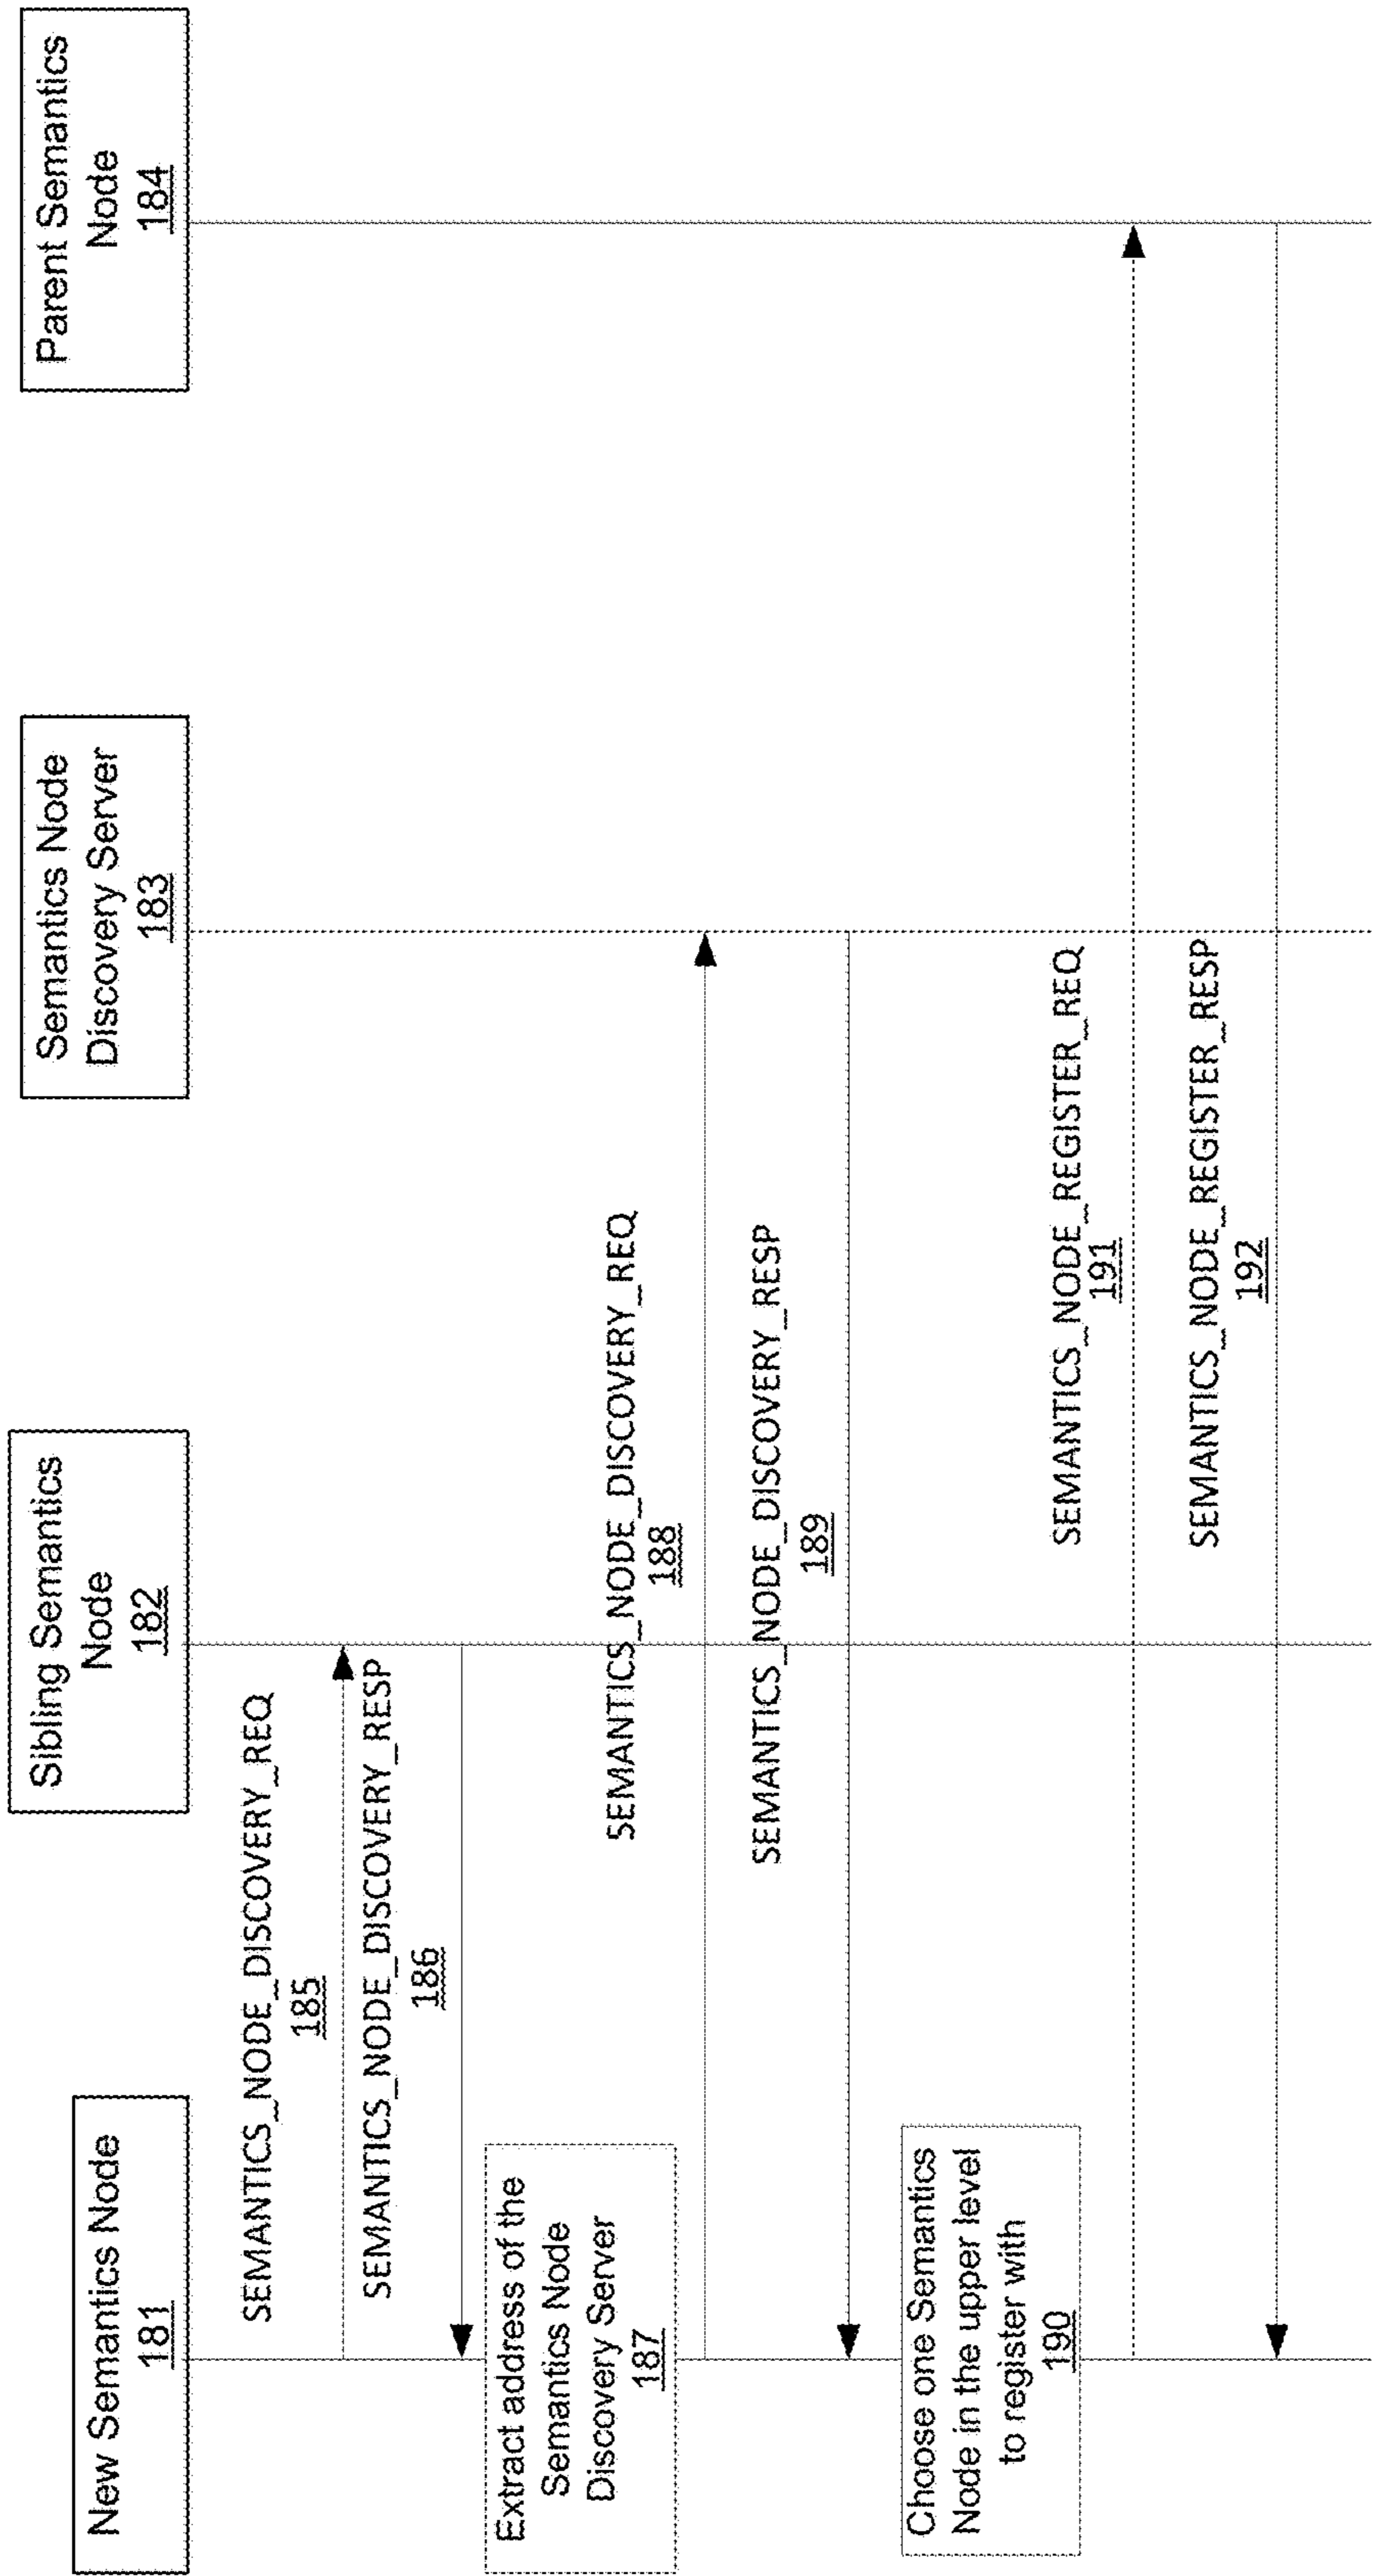 New Semantics Node
181
Sibling Semantics
Node
182
Semantics Node
Discovery Server
183
Parent Semantics
Node
184
SEMANTICS_NODE_DISCOVERY_REQ
185
SEMANTICS_NODE_DISCOVERY_RESP
186
Extract address of the
Semantics Node
Discovery Server
187
SEMANTICS_NODE_DISCOVERY_REQ
188
SEMANTICS_NODE_DISCOVERY_RESP
189
Choose one Semantics
Node in the upper level
to register with
190
SEMANTICS_NODE_REGISTER_REQ
191
SEMANTICS_NODE_REGISTER_RESP
192